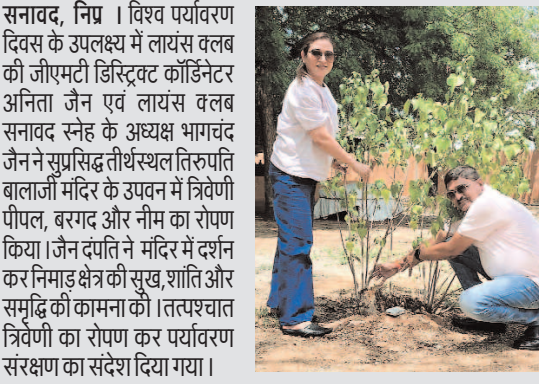 सनावद, निप्र । विश्व पर्यावरण
दिवस के उपलक्ष्य में लायंस क्लब
की जीएमटी डिस्ट्रिक्ट कॉर्डिनेटर
अनिता जैन एवं लायंस क्लब
सनावद स्नेह के अध्यक्ष भागचंद
जैन ने सुप्रसिद्ध तीर्थस्थल तिरुपति
बालाजी मंदिर के उपवन में त्रिवेणी
पीपल, बरगद और नीम का रोपण
किया । जैन दंपति ने मंदिर में दर्शन
कर निमाड़ क्षेत्र की सुख,शांति और
समृद्धि की कामना की । तत्पश्चात
त्रिवेणी का रोपण कर पर्यावरण
संरक्षण का संदेश दिया गया ।